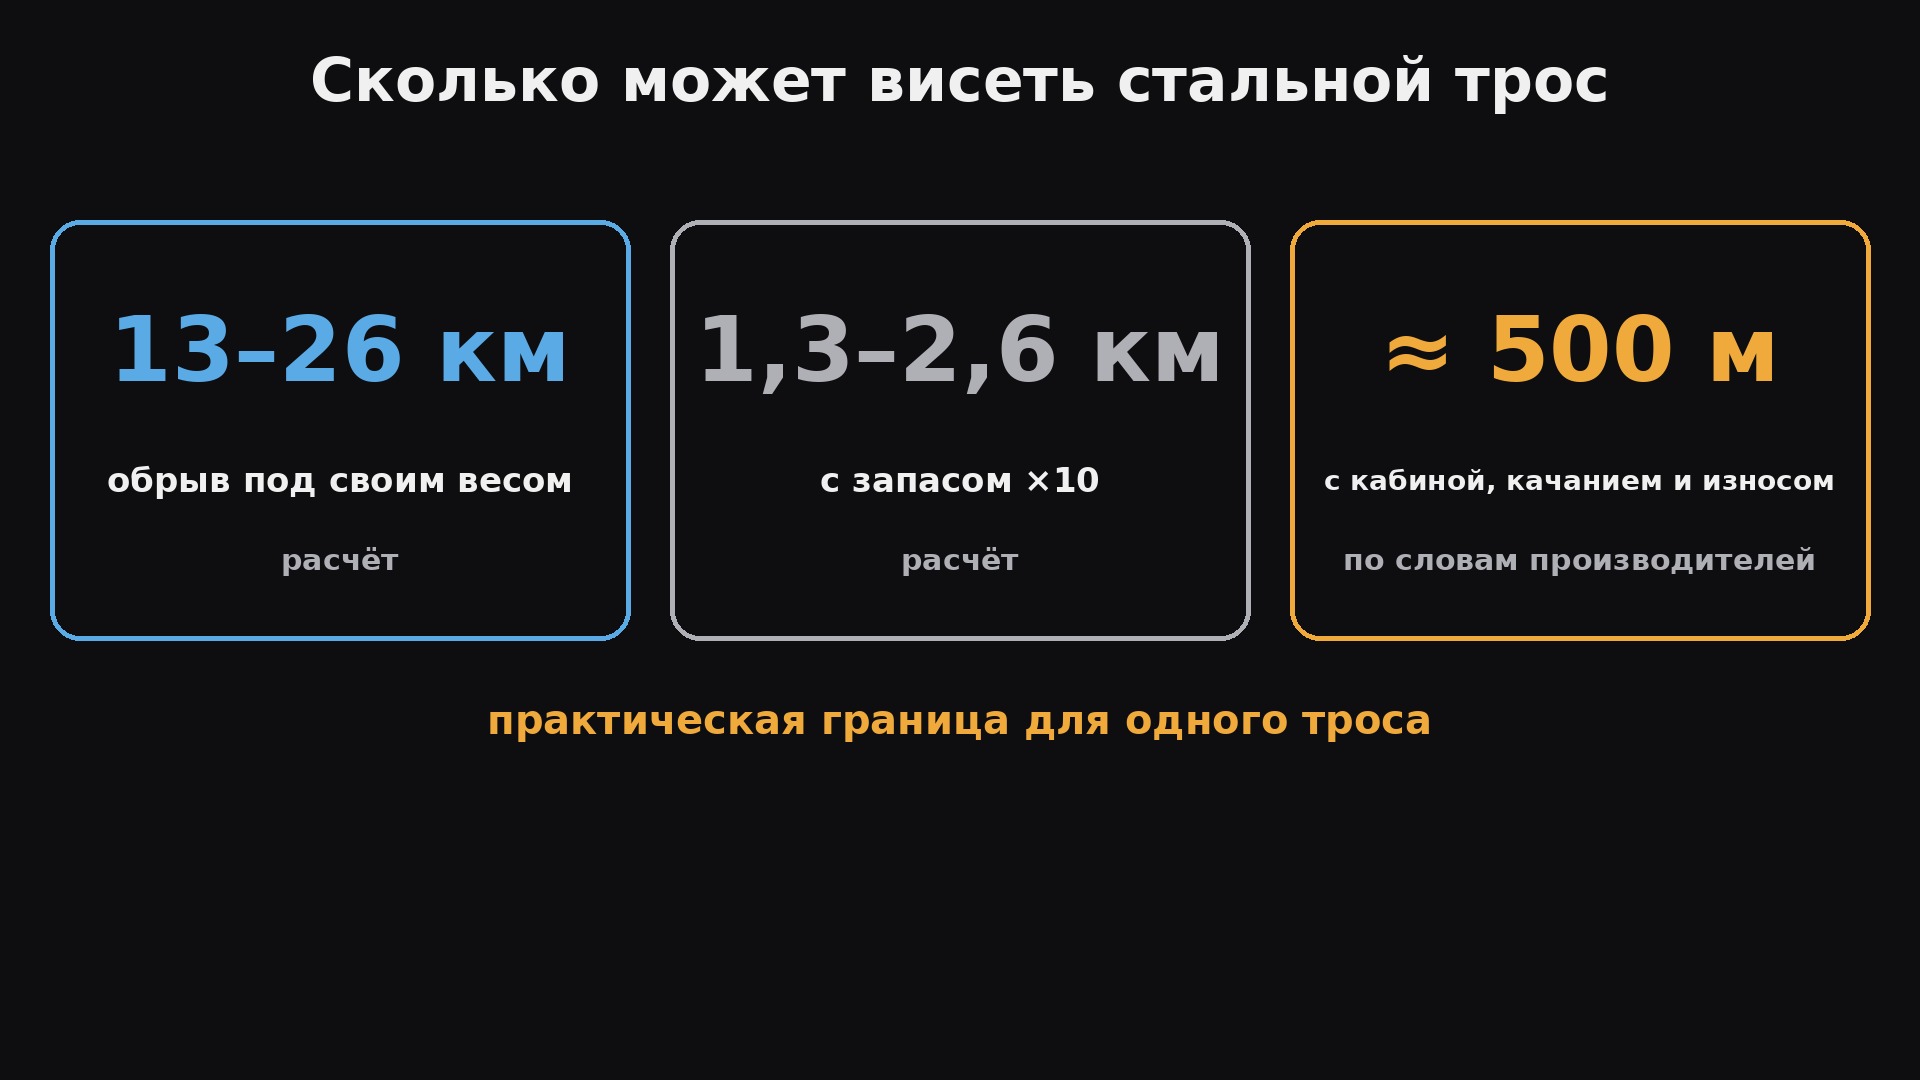 Сколько может висеть стальной трос
13–26 км
обрыв под своим весом
расчёт
1,3–2,6 км
с запасом ×10
расчёт
≈ 500 м
с кабиной, качанием и износом
по словам производителей
практическая граница для одного троса